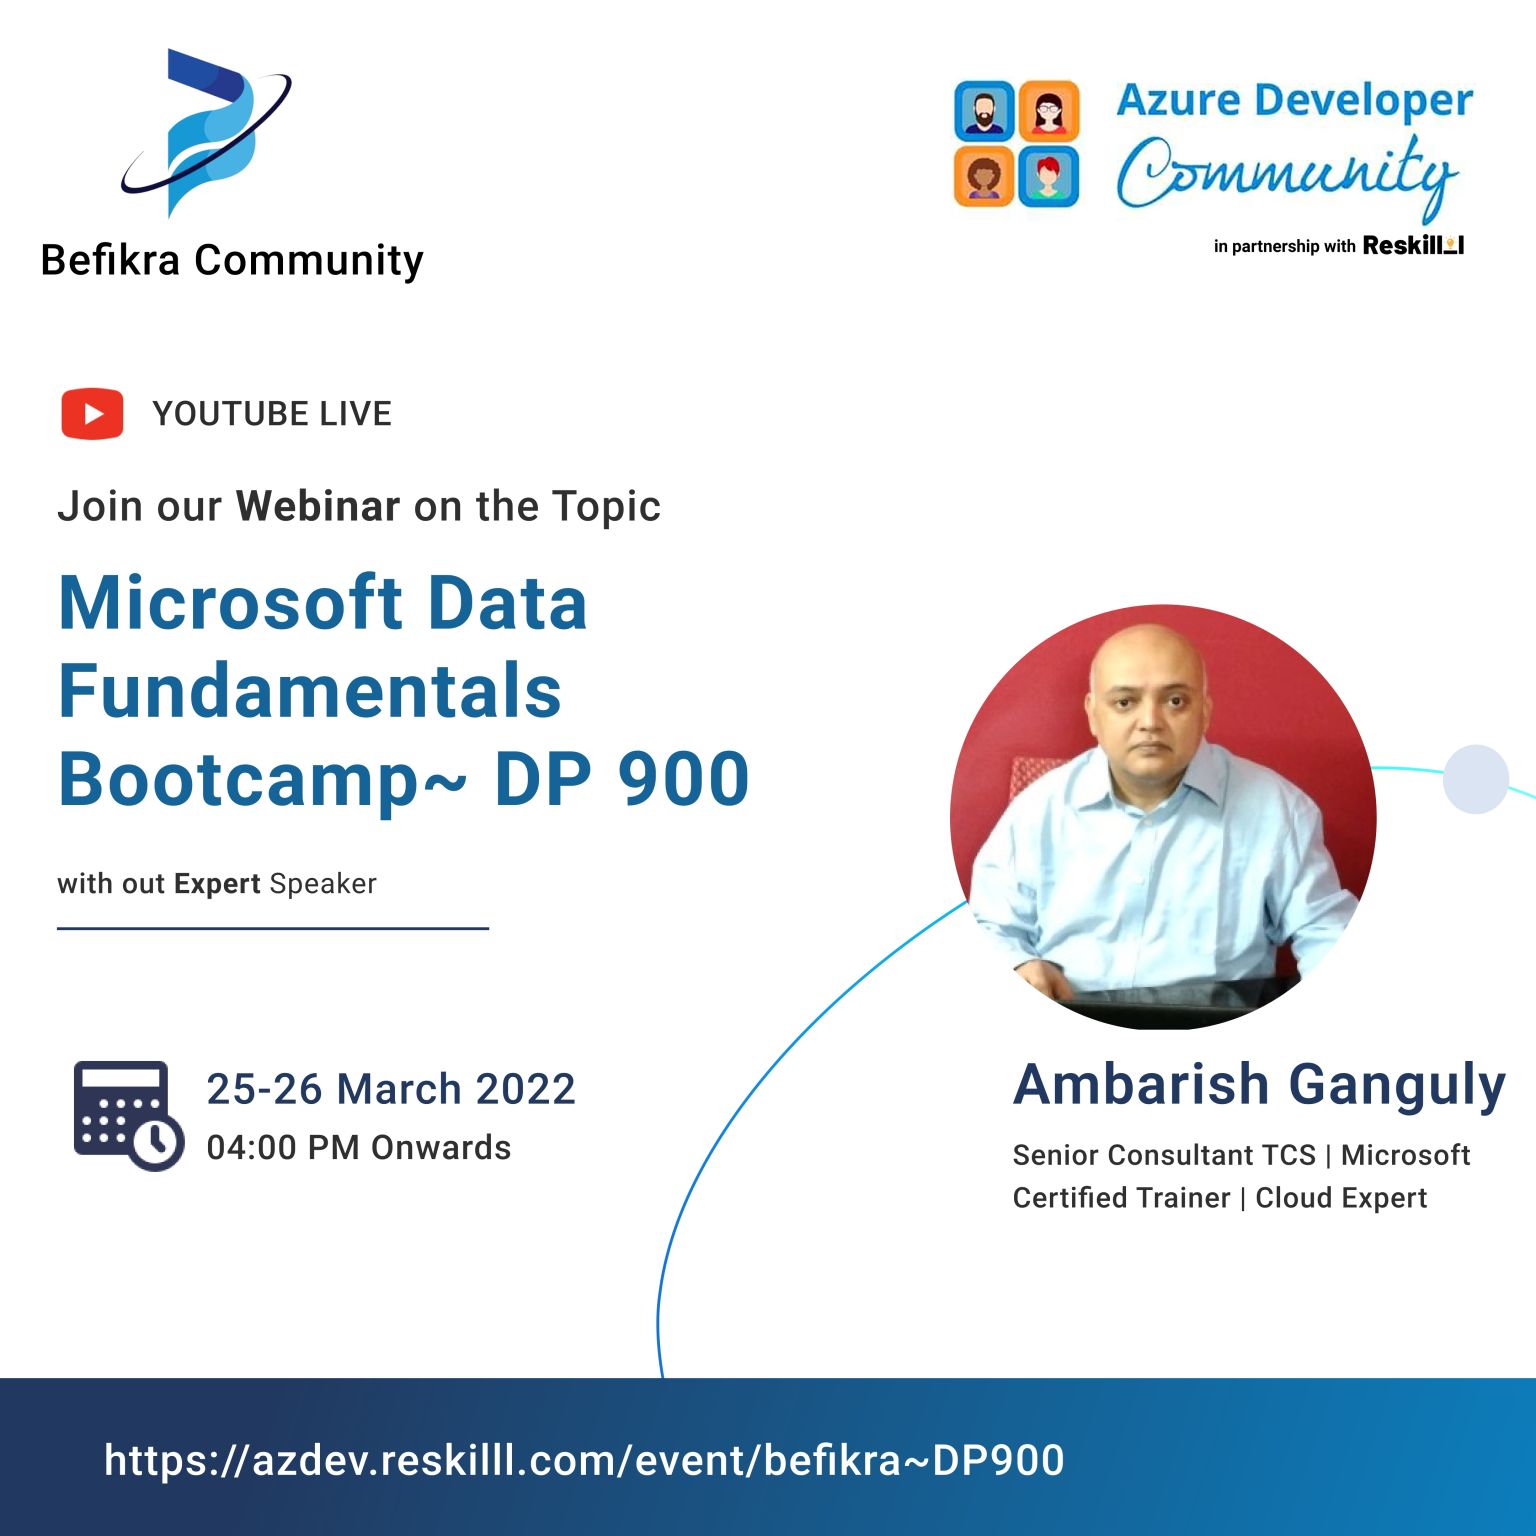 Befikra Community
Azure Developer
Community
in partnership with Reskilll
YOUTUBE LIVE
Join our Webinar on the Topic
Microsoft Data
Fundamentals
Bootcamp~ DP 900
with out Expert Speaker
25-26 March 2022
04:00 PM Onwards
Ambarish Ganguly
Senior Consultant TCS | Microsoft
Certified Trainer | Cloud Expert
https://azdev.reskilll.com/event/befikra~DP900